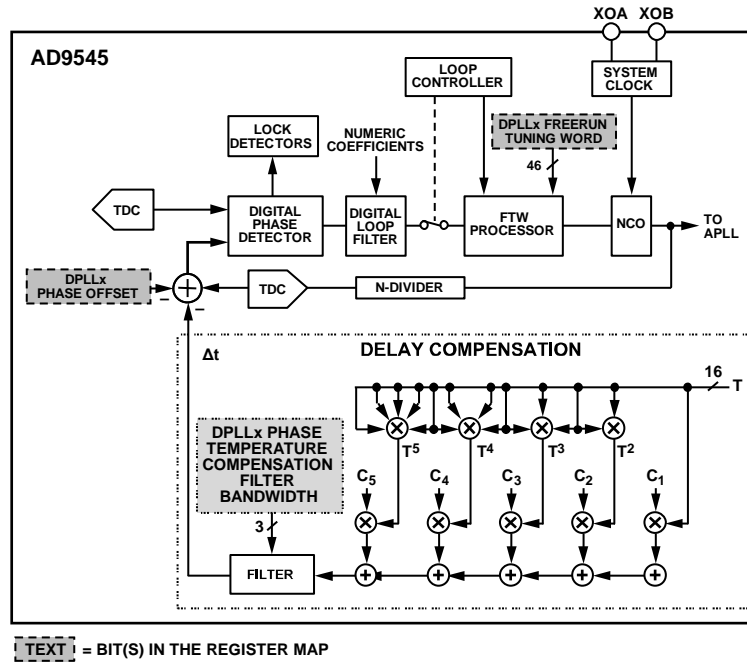 XOA XOB
AD9545
LOOP
CONTROLLER
SYSTEM
CLOCK
LOCK
DETECTORS
NUMERIC
COEFFICIENTS
DPLLx FREERUN
TUNING WORD
46
TDC
DIGITAL
PHASE
DETECTOR
DIGITAL
LOOP
FILTER
FTW
PROCESSOR
NCO
TO
APLL
DPLLx
PHASE OFFSET
–
+
–
TDC
N-DIVIDER
Δt
DELAY COMPENSATION
16
T
× × × ×
T⁵ T⁴ T³ T²
DPLLx PHASE
TEMPERATURE
COMPENSATION
FILTER
BANDWIDTH
C₅ C₄ C₃ C₂ C₁
× × × × ×
3
FILTER
+ + + + +
TEXT = BIT(S) IN THE REGISTER MAP